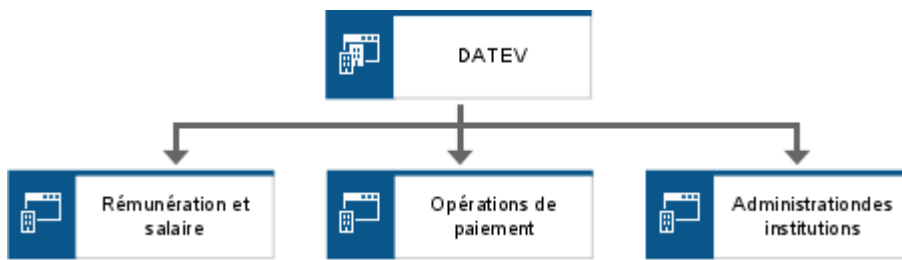 DATEV
Rémunération et
salaire
Opérations de
paiement
Administrationdes
institutions